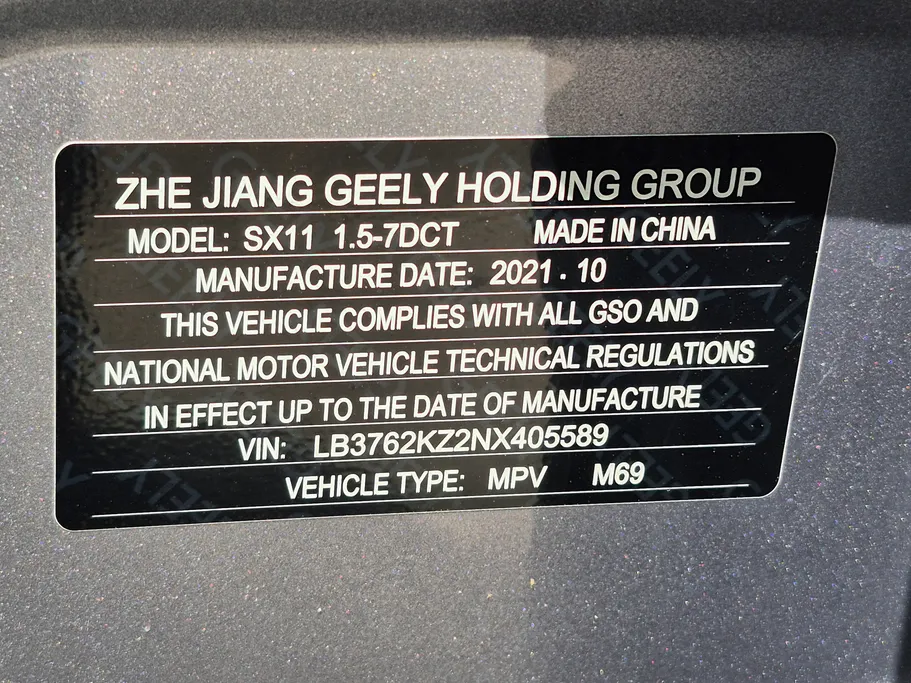 ZHE JIANG GEELY HOLDING GROUP
MODEL: SX11 1.5-7DCT MADE IN CHINA
MANUFACTURE DATE: 2021 . 10
THIS VEHICLE COMPLIES WITH ALL GSO AND
NATIONAL MOTOR VEHICLE TECHNICAL REGULATIONS
IN EFFECT UP TO THE DATE OF MANUFACTURE
VIN: LB3762KZ2NX405589
VEHICLE TYPE: MPV M69